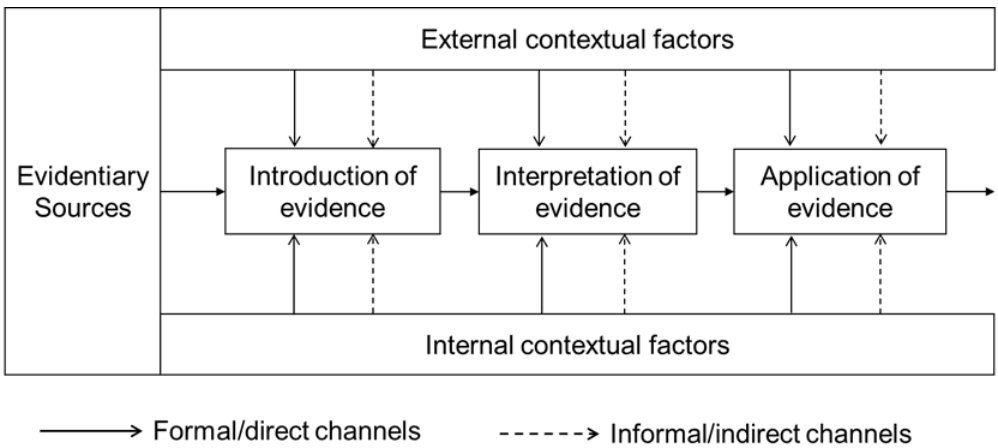 External contextual factors
Evidentiary
Sources
Introduction of
evidence
Interpretation of
evidence
Application of
evidence
Internal contextual factors
Formal/direct channels
Informal/indirect channels